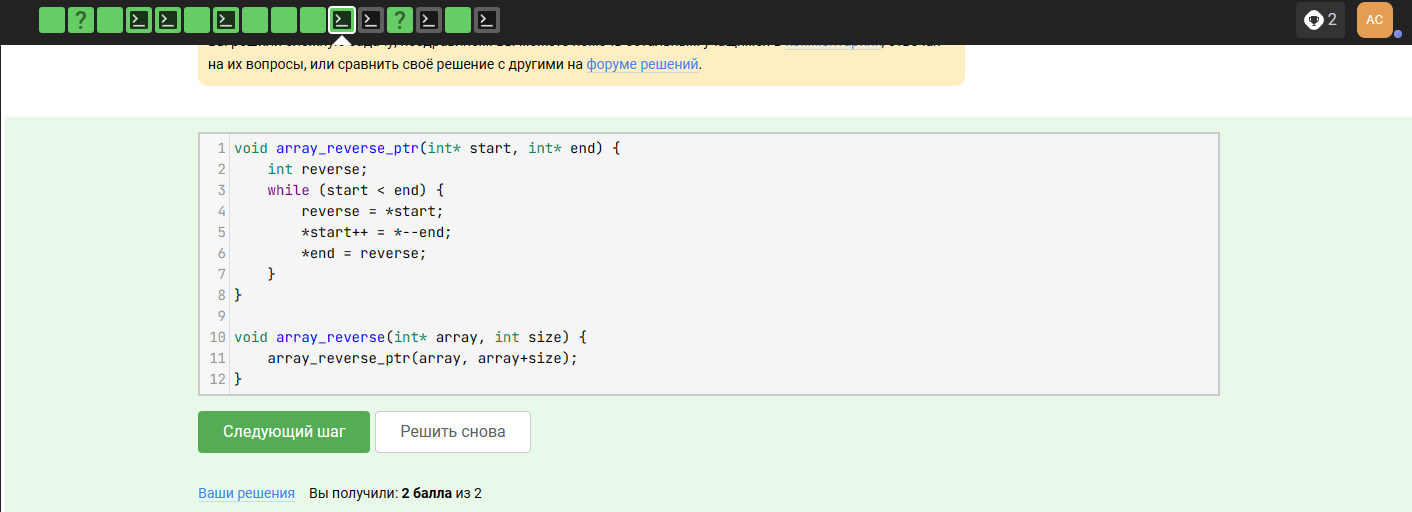 2
AC
на их вопросы, или сравнить своё решение с другими на форуме решений.
1 void array_reverse_ptr(int* start, int* end) {
2     int reverse;
3     while (start < end) {
4         reverse = *start;
5         *start++ = *--end;
6         *end = reverse;
7     }
8 }
9
10 void array_reverse(int* array, int size) {
11     array_reverse_ptr(array, array+size);
12 }
Следующий шаг
Решить снова
Ваши решения Вы получили: 2 балла из 2